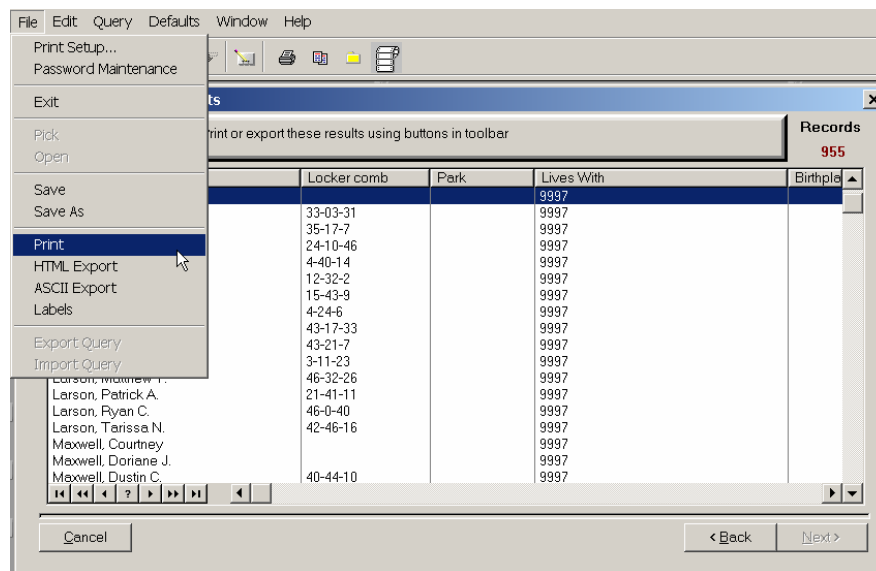 File Edit Query Defaults Window Help
Print Setup...
Password Maintenance
Exit
Pick
Open
Save
Save As
Print
HTML Export
ASCII Export
Labels
Export Query
Import Query
ts
Print or export these results using buttons in toolbar
Records
955
Locker comb Park Lives With Birthpla
9997
33-03-31 9997
35-17-7 9997
24-10-46 9997
4-40-14 9997
12-32-2 9997
15-43-9 9997
4-24-6 9997
43-17-33 9997
43-21-7 9997
3-11-23 9997
Larson, Matthew T. 46-32-26 9997
Larson, Patrick A. 21-41-11 9997
Larson, Ryan C. 46-0-40 9997
Larson, Tarissa N. 42-46-16 9997
Maxwell, Courtney 9997
Maxwell, Doriane J. 9997
Maxwell, Dustin C. 40-44-10 9997
?
Cancel < Back Next >